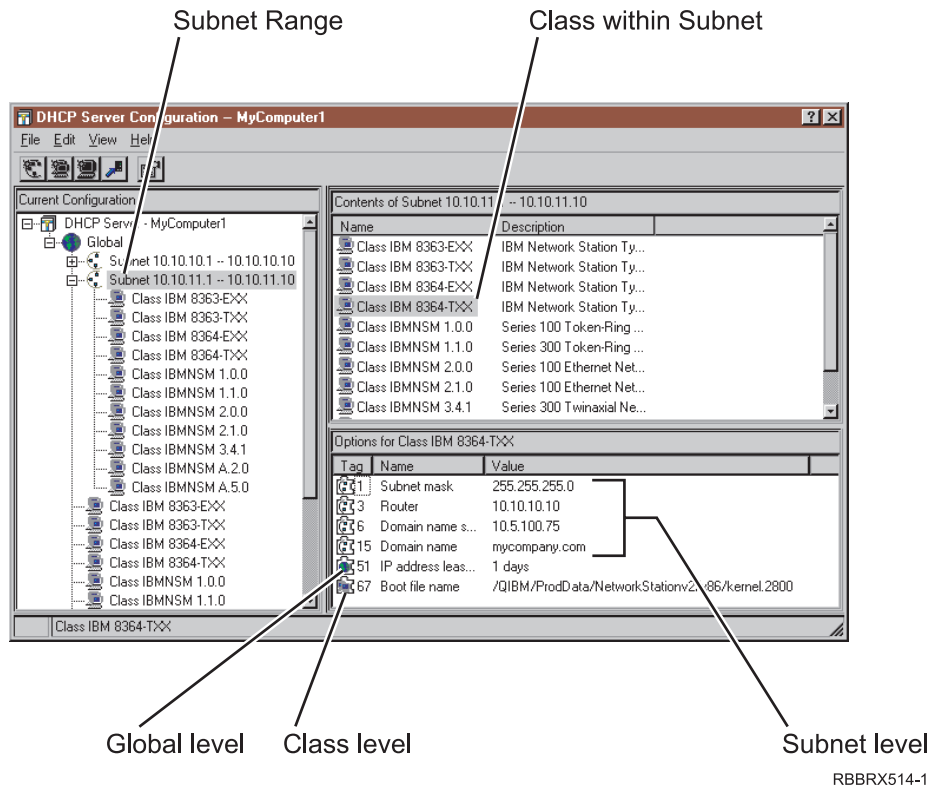 Subnet Range
Class within Subnet
DHCP Server Configuration – MyComputer1
File Edit View Help
Current Configuration
DHCP Server - MyComputer1
Global
Subnet 10.10.10.1 -- 10.10.10.10
Subnet 10.10.11.1 -- 10.10.11.10
Class IBM 8363-EXX
Class IBM 8363-TXX
Class IBM 8364-EXX
Class IBM 8364-TXX
Class IBMNSM 1.0.0
Class IBMNSM 1.1.0
Class IBMNSM 2.0.0
Class IBMNSM 2.1.0
Class IBMNSM 3.4.1
Class IBMNSM A.2.0
Class IBMNSM A.5.0
Class IBM 8363-EXX
Class IBM 8363-TXX
Class IBM 8364-EXX
Class IBM 8364-TXX
Class IBMNSM 1.0.0
Class IBMNSM 1.1.0
Contents of Subnet 10.10.11.1 -- 10.10.11.10
Name Description
Class IBM 8363-EXX IBM Network Station Ty...
Class IBM 8363-TXX IBM Network Station Ty...
Class IBM 8364-EXX IBM Network Station Ty...
Class IBM 8364-TXX IBM Network Station Ty...
Class IBMNSM 1.0.0 Series 100 Token-Ring ...
Class IBMNSM 1.1.0 Series 300 Token-Ring ...
Class IBMNSM 2.0.0 Series 100 Ethernet Net...
Class IBMNSM 2.1.0 Series 300 Ethernet Net...
Class IBMNSM 3.4.1 Series 300 Twinaxial Ne...
Options for Class IBM 8364-TXX
Tag Name Value
1 Subnet mask 255.255.255.0
3 Router 10.10.10.10
6 Domain name s... 10.5.100.75
15 Domain name mycompany.com
51 IP address leas... 1 days
67 Boot file name /QIBM/ProdData/NetworkStationv2/x86/kernel.2800
Class IBM 8364-TXX
Global level
Class level
Subnet level
RBBRX514-1